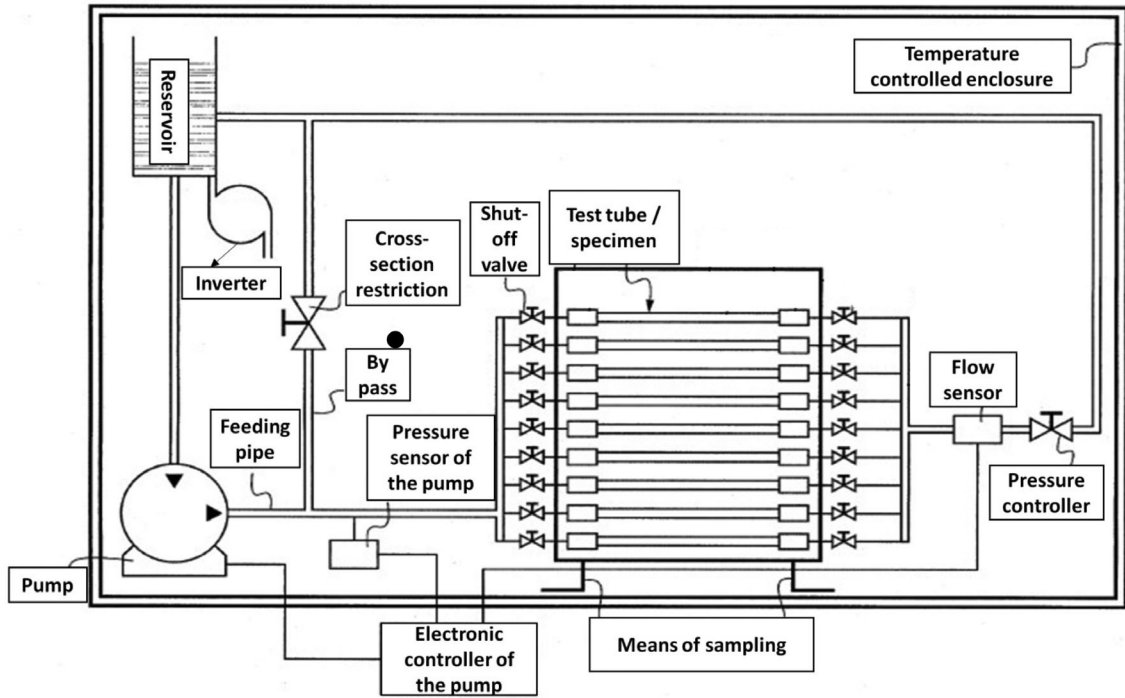 Temperature
controlled enclosure
Reservoir
Shut-
off
valve
Test tube /
specimen
Cross-
section
restriction
Inverter
By
pass
Flow
sensor
Feeding
pipe
Pressure
sensor of
the pump
Pressure
controller
Pump
Electronic
controller of
the pump
Means of sampling